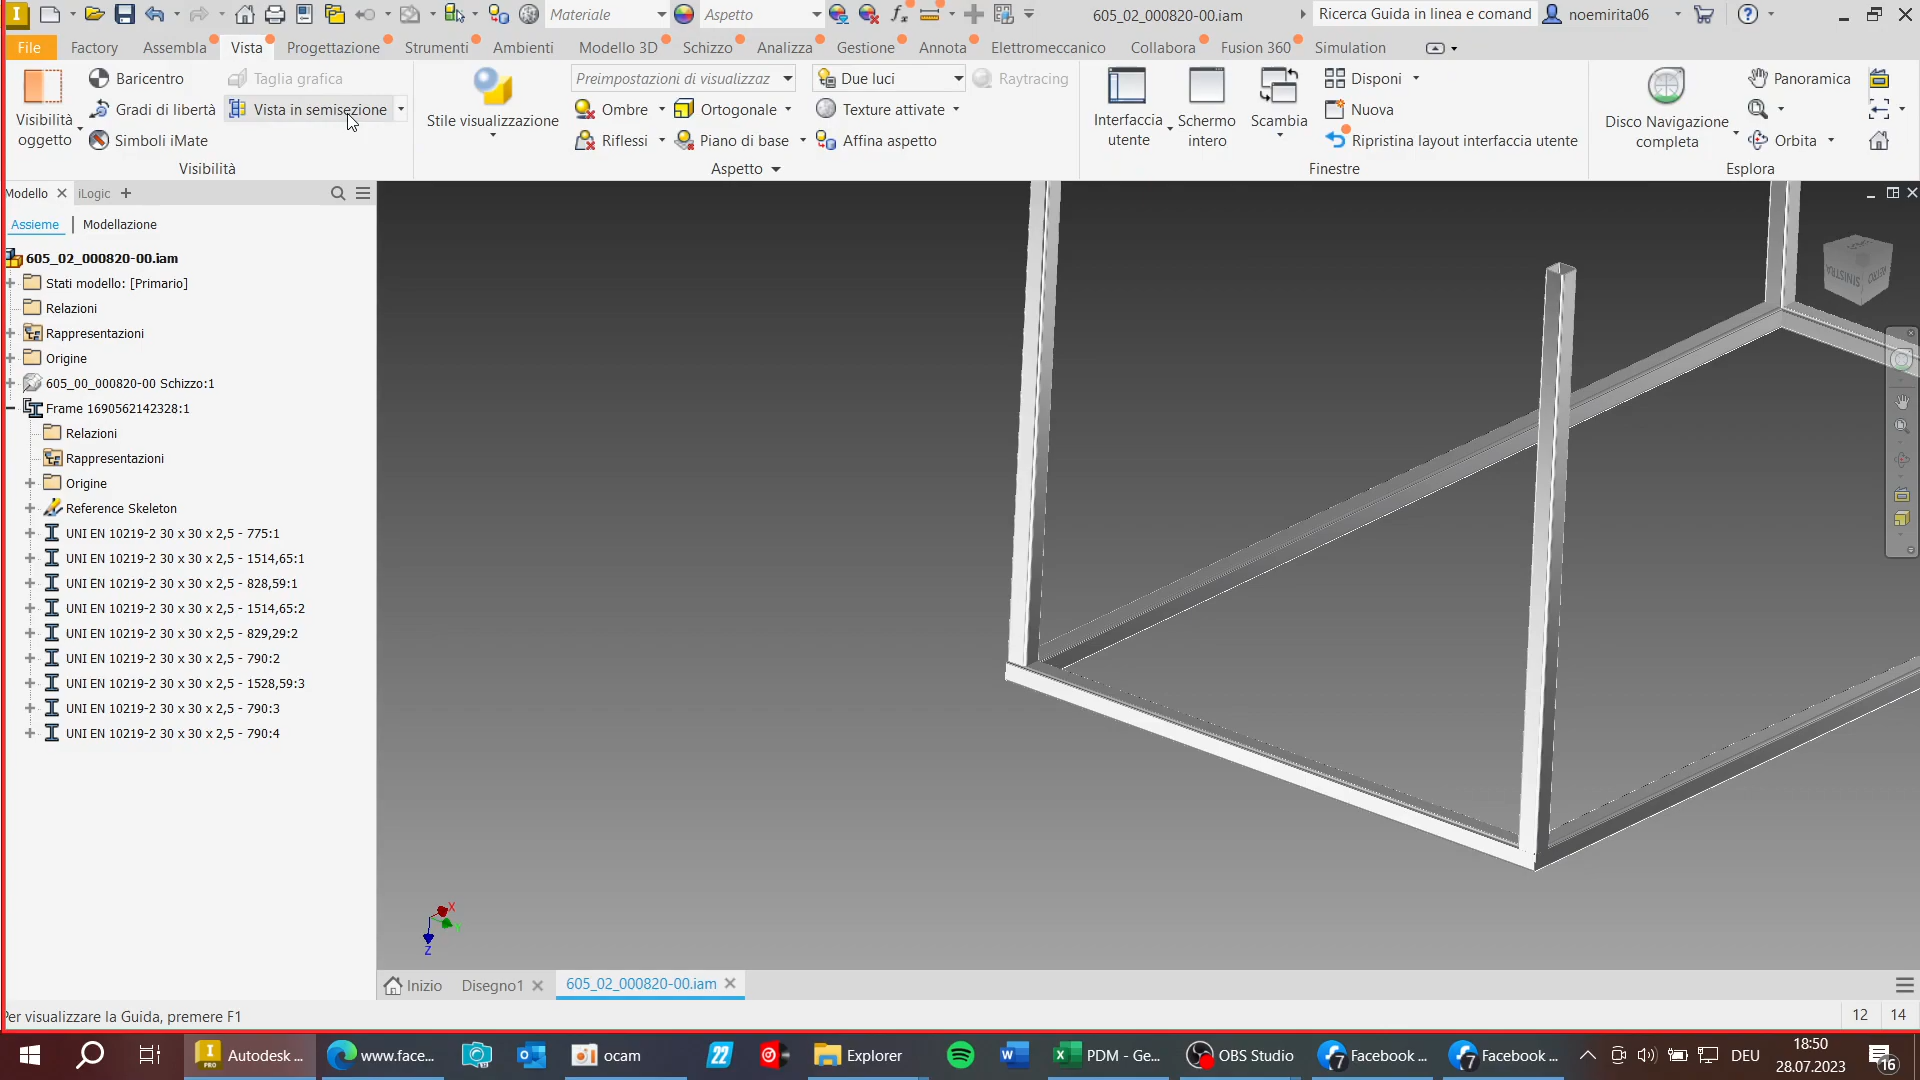 Materiale
Aspetto
605_02_000820-00.iam
Ricerca Guida in linea e comand
noemirita06
File
Factory
Assembla
Vista
Progettazione
Strumenti
Ambienti
Modello 3D
Schizzo
Analizza
Gestione
Annota
Elettromeccanico
Collabora
Fusion 360
Simulation
Visibilità
oggetto
Baricentro
Gradi di libertà
Simboli iMate
Taglia grafica
Vista in semisezione
Visibilità
Stile visualizzazione
Preimpostazioni di visualizzaz
Ombre
Riflessi
Ortogonale
Piano di base
Due luci
Texture attivate
Affina aspetto
Raytracing
Aspetto
Interfaccia
utente
Schermo
intero
Scambia
Disponi
Nuova
Ripristina layout interfaccia utente
Finestre
Disco Navigazione
completa
Panoramica
Orbita
Esplora
Modello
iLogic
Assieme
Modellazione
605_02_000820-00.iam
Stati modello: [Primario]
Relazioni
Rappresentazioni
Origine
605_00_000820-00 Schizzo:1
Frame 1690562142328:1
Relazioni
Rappresentazioni
Origine
Reference Skeleton
UNI EN 10219-2 30 x 30 x 2,5 - 775:1
UNI EN 10219-2 30 x 30 x 2,5 - 1514,65:1
UNI EN 10219-2 30 x 30 x 2,5 - 828,59:1
UNI EN 10219-2 30 x 30 x 2,5 - 1514,65:2
UNI EN 10219-2 30 x 30 x 2,5 - 829,29:2
UNI EN 10219-2 30 x 30 x 2,5 - 790:2
UNI EN 10219-2 30 x 30 x 2,5 - 1528,59:3
UNI EN 10219-2 30 x 30 x 2,5 - 790:3
UNI EN 10219-2 30 x 30 x 2,5 - 790:4
SINISTRA
RETRO
X
Z
Inizio
Disegno1
605_02_000820-00.iam
Per visualizzare la Guida, premere F1
12
14
Autodesk ...
www.face...
ocam
22
Explorer
PDM - Ge...
OBS Studio
Facebook ...
Facebook ...
DEU
18:50
28.07.2023
16